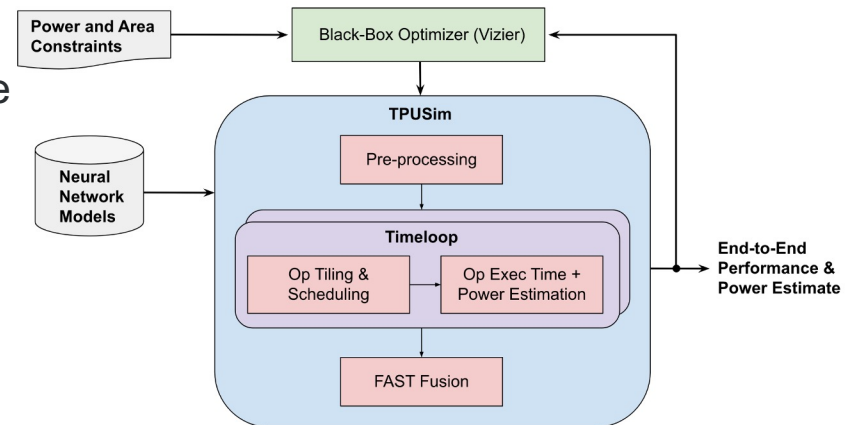 Power and Area
Constraints
Black-Box Optimizer (Vizier)
e
TPUSim
Pre-processing
Neural
Network
Models
Timeloop
Op Tiling &
Scheduling
Op Exec Time +
Power Estimation
End-to-End
Performance &
Power Estimate
FAST Fusion